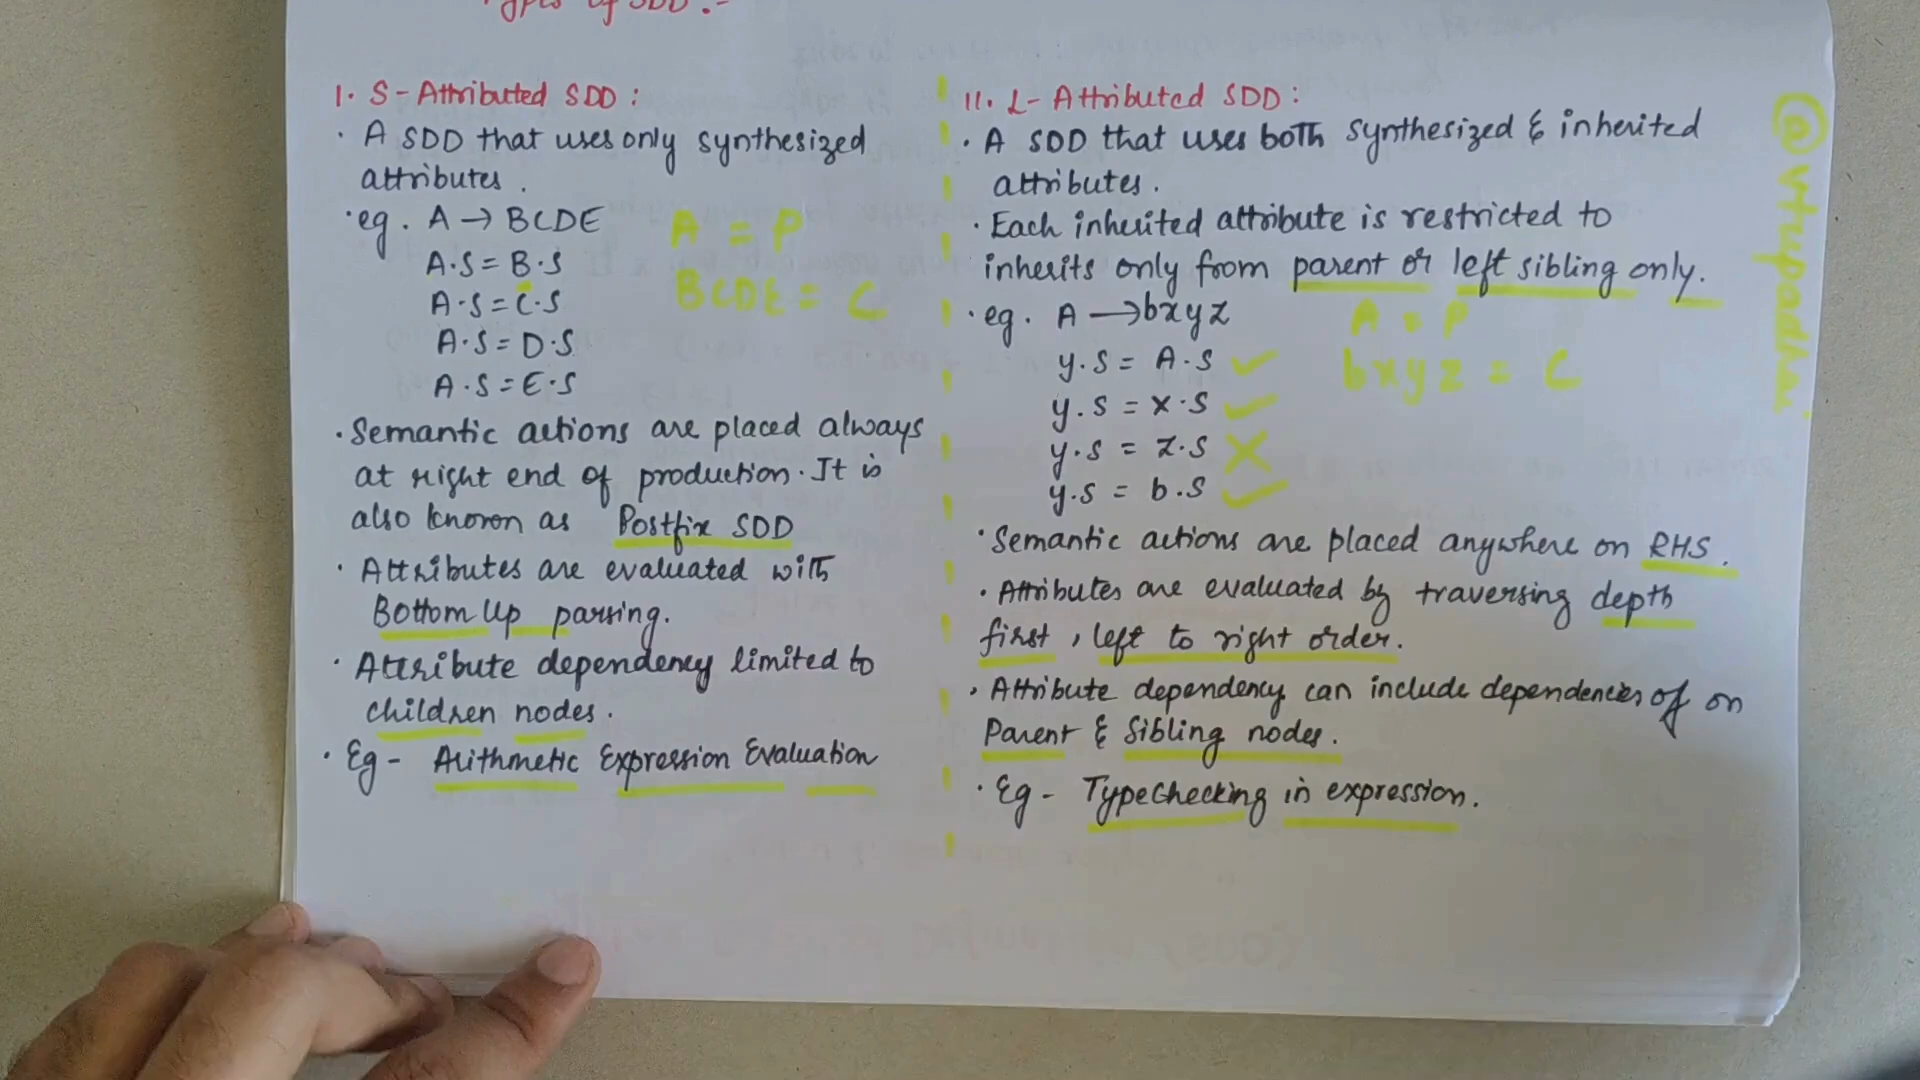 Types of SDD :-
I. S-Attributed SDD :
· A SDD that uses only synthesized
attributes.
· eg. A → BCDE
A = P
A.S = B.S
BCDE = C
A.S = C.S
A.S = D.S
A.S = E.S
· Semantic actions are placed always
at right end of production. It is
also known as Postfix SDD
· Attributes are evaluated with
Bottom Up parsing.
· Attribute dependency limited to
children nodes.
· Eg - Arithmetic Expression Evaluation
II. L-Attributed SDD :
· A SDD that uses both synthesized & inherited
attributes.
· Each inherited attribute is restricted to
inherits only from parent or left sibling only.
· eg. A → bxyz
A = P
y.S = A.S ✓
bxyz = C
y.S = x.S ✓
y.S = z.S X
y.S = b.S ✓
· Semantic actions are placed anywhere on RHS.
· Attributes are evaluated by traversing depth
first, left to right order.
· Attribute dependency can include dependencies of on
Parent & Sibling nodes.
· Eg - Typechecking in expression.
@vtupadhai